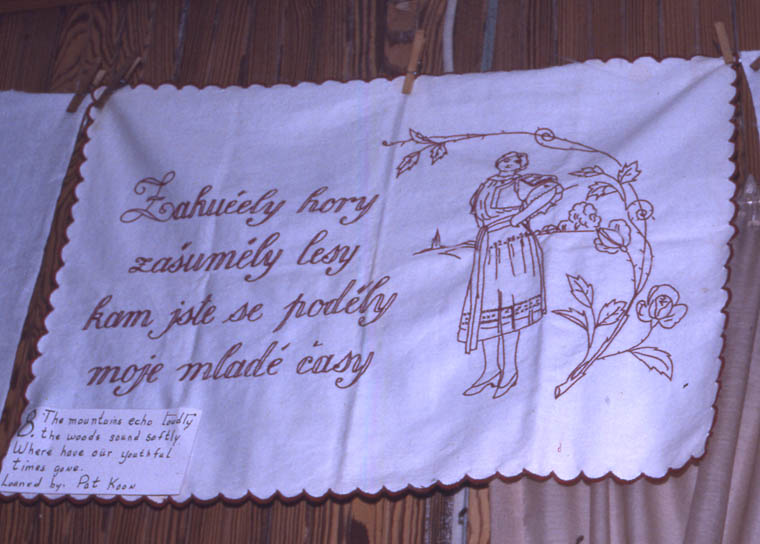 Zahučely hory
zašuměly lesy
kam jste se poděly
moje mladé časy
B. The mountains echo loudly
the woods sound softly
Where have our youthful
times gone.
Loaned by. Pat Koon